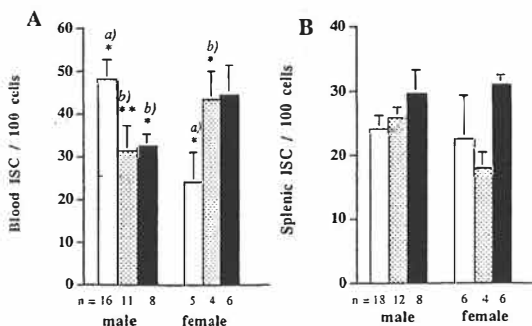 A
a)
*
b)
**
b)
*
a)
*
b)
*
Blood ISC / 100 cells
60
50
40
30
20
10
0
n = 16 11 8 5 4 6
male female
B
Splenic ISC / 100 cells
40
30
20
10
0
n = 18 12 8 6 4 6
male female